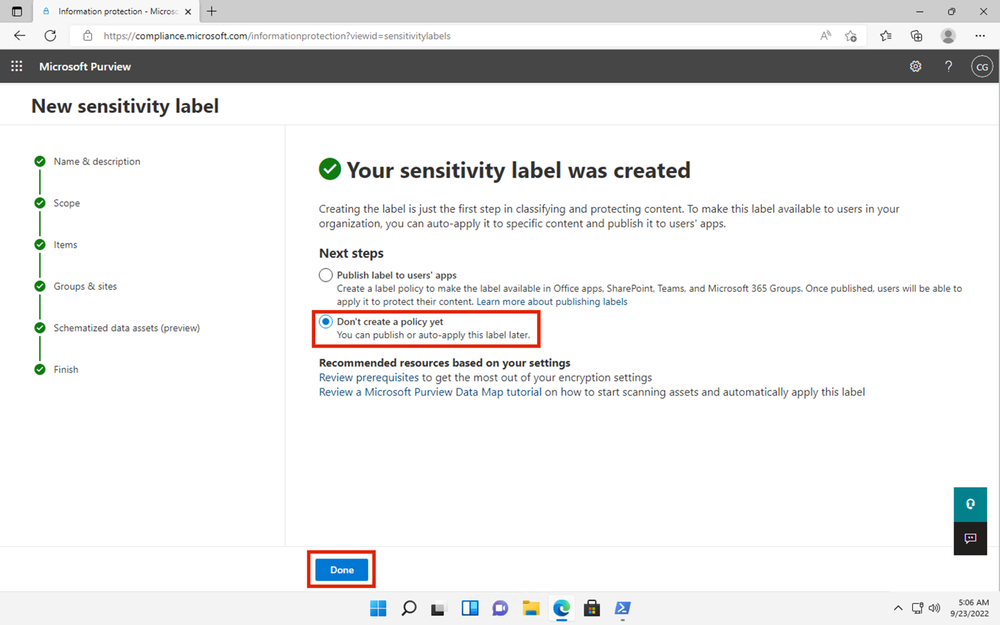 Information protection - Microsc
https://compliance.microsoft.com/informationprotection?viewid=sensitivitylabels
Microsoft Purview
CG
New sensitivity label
Name & description
Scope
Items
Groups & sites
Schematized data assets (preview)
Finish
Your sensitivity label was created
Creating the label is just the first step in classifying and protecting content. To make this label available to users in your
organization, you can auto-apply it to specific content and publish it to users' apps.
Next steps
Publish label to users' apps
Create a label policy to make the label available in Office apps, SharePoint, Teams, and Microsoft 365 Groups. Once published, users will be able to
apply it to protect their content. Learn more about publishing labels
Don't create a policy yet
You can publish or auto-apply this label later.
Recommended resources based on your settings
Review prerequisites to get the most out of your encryption settings
Review a Microsoft Purview Data Map tutorial on how to start scanning assets and automatically apply this label
Done
5:06 AM
9/23/2022